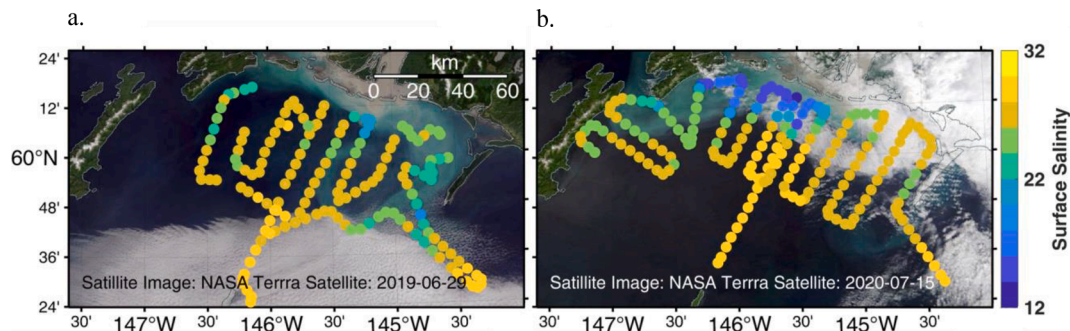 a.
b.
24'
12'
60°N
48'
36'
24'
km
0 20 40 60
Satillite Image: NASA Terrra Satellite: 2019-06-29
Satillite Image: NASA Terrra Satellite: 2020-07-15
30' 147°W 30' 146°W 30' 145°W 30'
30' 147°W 30' 146°W 30' 145°W 30'
32
22
12
Surface Salinity